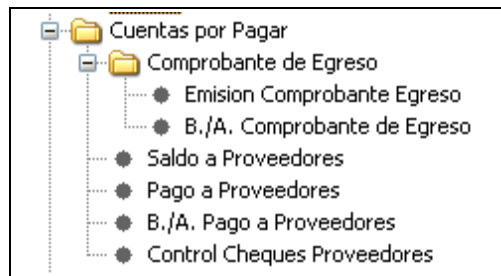 Cuentas por Pagar
Comprobante de Egreso
Emision Comprobante Egreso
B./A. Comprobante de Egreso
Saldo a Proveedores
Pago a Proveedores
B./A. Pago a Proveedores
Control Cheques Proveedores